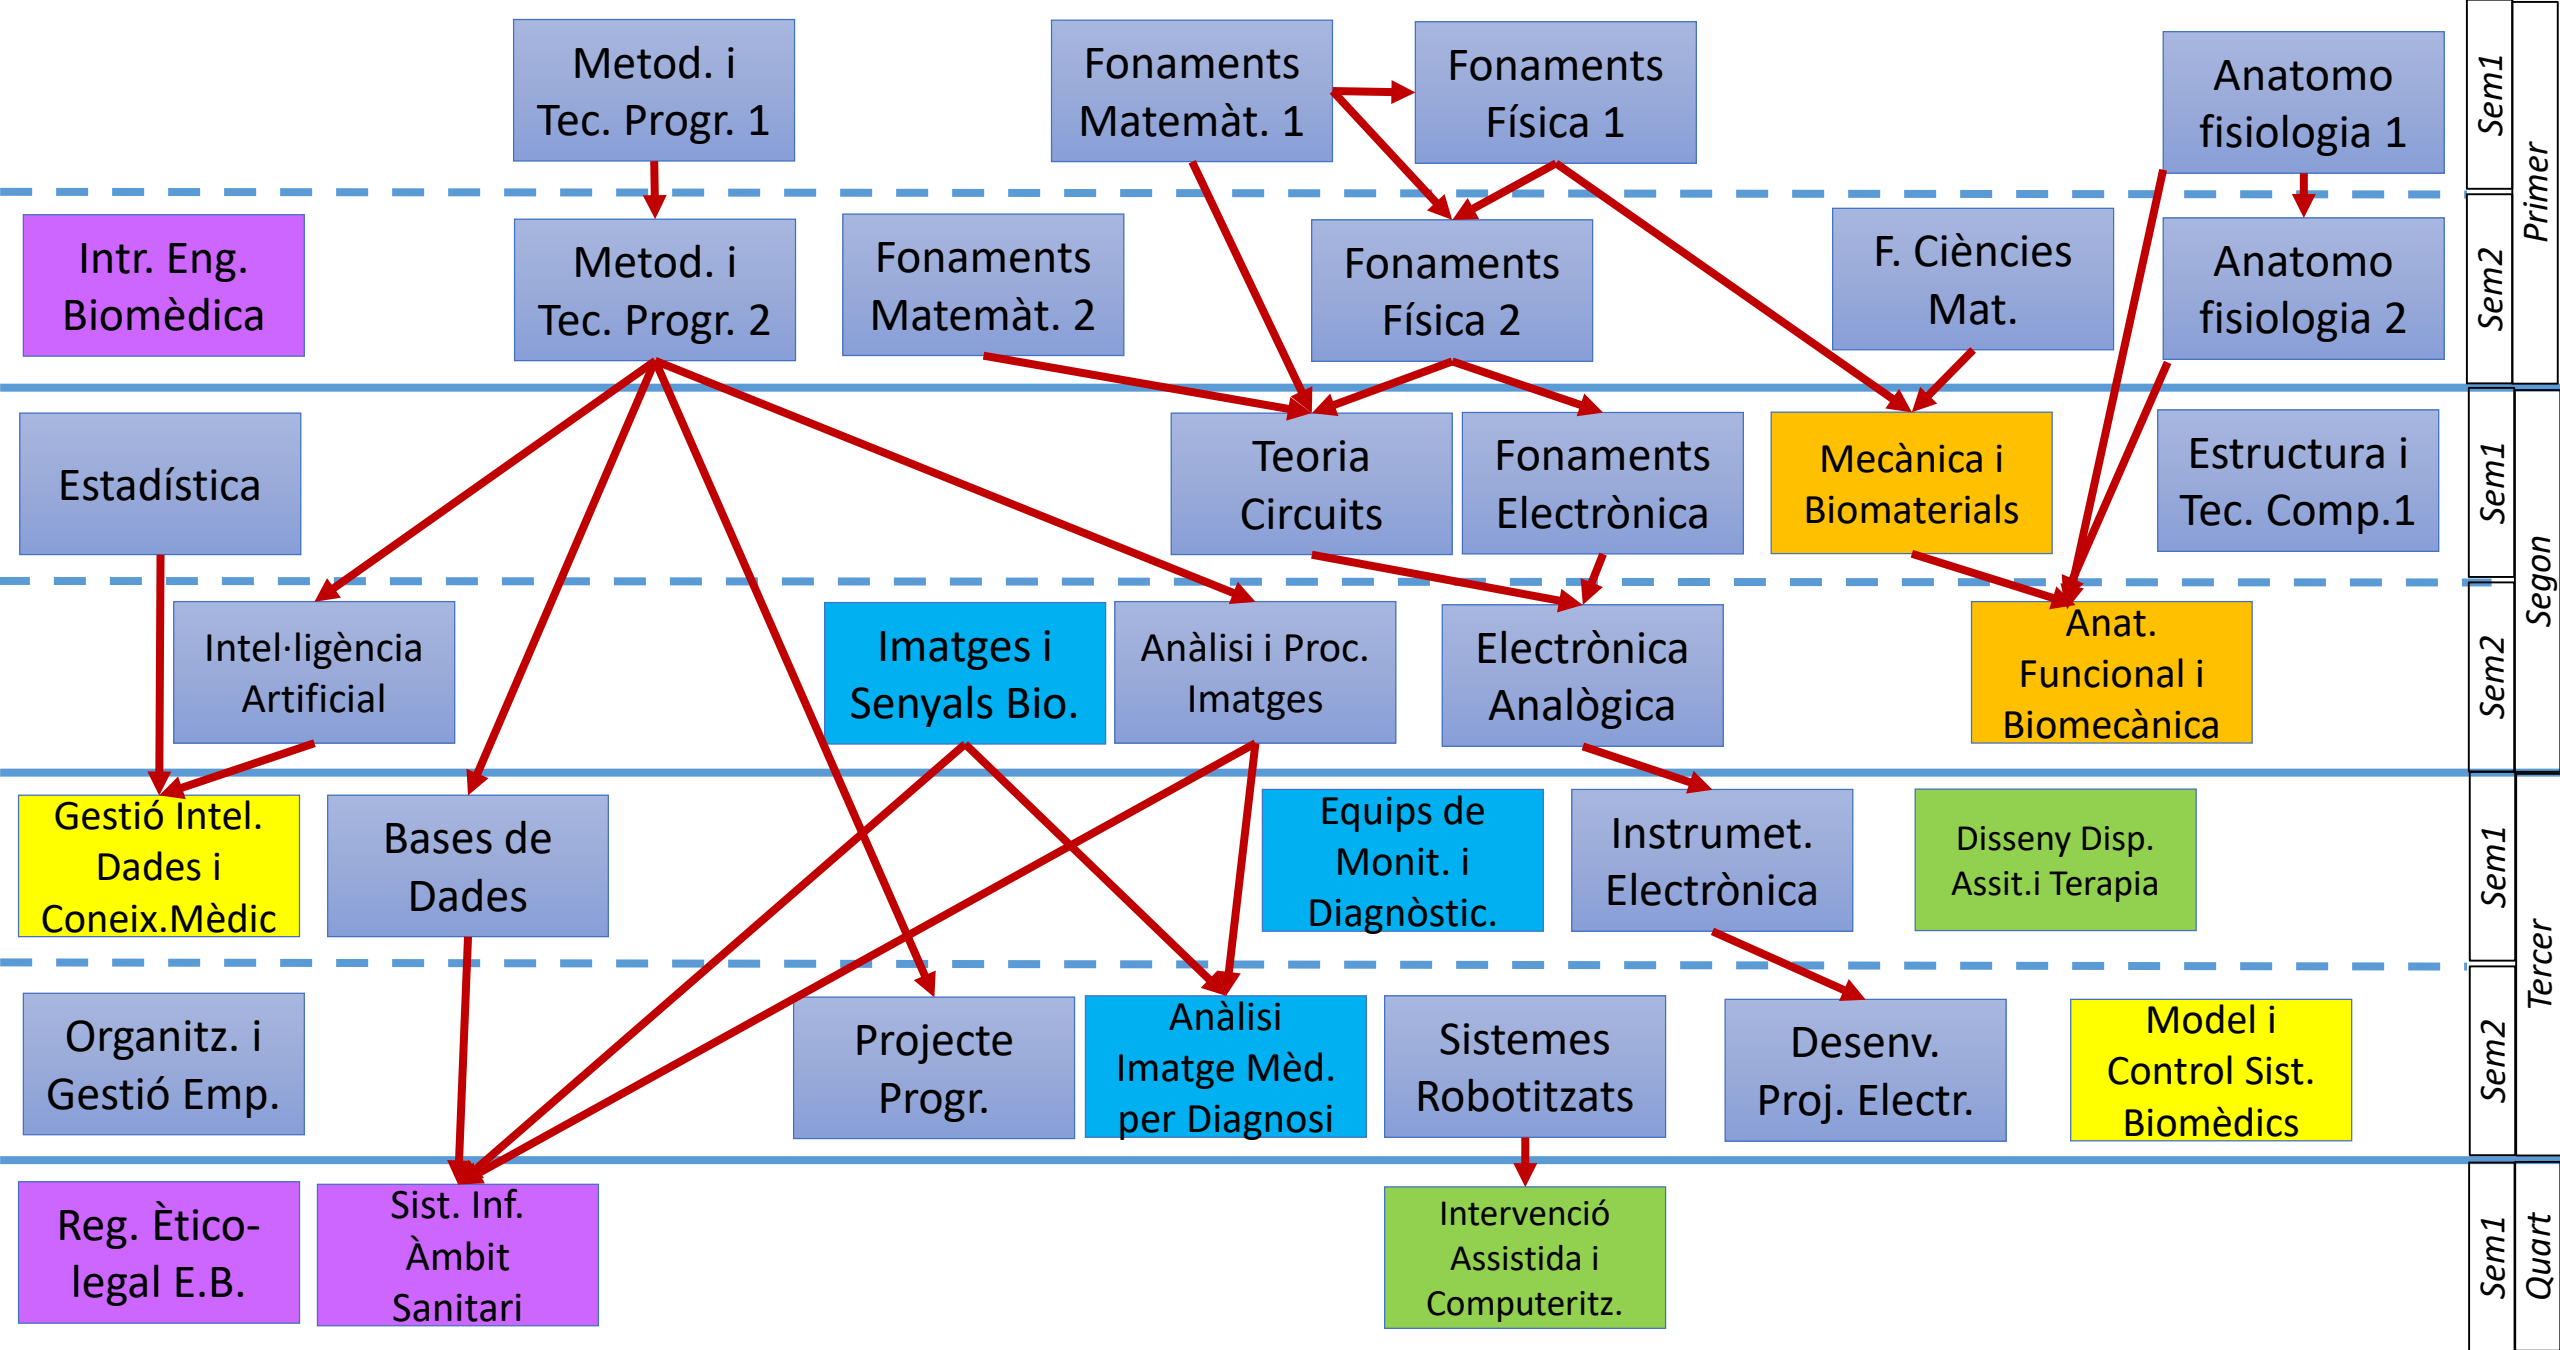 Metod. i
Tec. Progr. 1
Fonaments
Matemàt. 1
Fonaments
Física 1
Anatomo
fisiologia 1
Sem1
Primer
Intr. Eng.
Biomèdica
Metod. i
Tec. Progr. 2
Fonaments
Matemàt. 2
Fonaments
Física 2
F. Ciències
Mat.
Anatomo
fisiologia 2
Sem2
Estadística
Teoria
Circuits
Fonaments
Electrònica
Mecànica i
Biomaterials
Estructura i
Tec. Comp.1
Sem1
Segon
Intel·ligència
Artificial
Imatges i
Senyals Bio.
Anàlisi i Proc.
Imatges
Electrònica
Analògica
Anat.
Funcional i
Biomecànica
Sem2
Gestió Intel.
Dades i
Coneix.Mèdic
Bases de
Dades
Equips de
Monit. i
Diagnòstic.
Instrumet.
Electrònica
Disseny Disp.
Assit.i Terapia
Sem1
Tercer
Organitz. i
Gestió Emp.
Projecte
Progr.
Anàlisi
Imatge Mèd.
per Diagnosi
Sistemes
Robotitzats
Desenv.
Proj. Electr.
Model i
Control Sist.
Biomèdics
Sem2
Reg. Ètico-
legal E.B.
Sist. Inf.
Àmbit
Sanitari
Intervenció
Assistida i
Computeritz.
Sem1
Quart